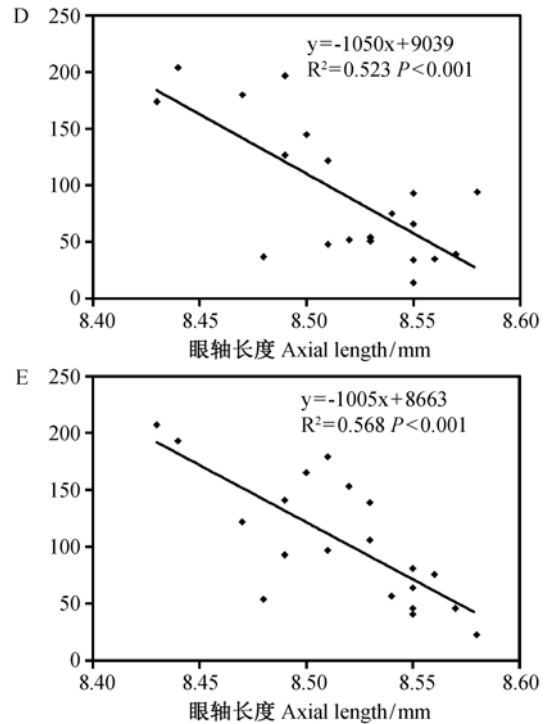 D
y=-1050x+9039
R²=0.523 P<0.001
250
200
150
100
50
0
8.40 8.45 8.50 8.55 8.60
眼轴长度 Axial length/mm
E
y=-1005x+8663
R²=0.568 P<0.001
250
200
150
100
50
0
8.40 8.45 8.50 8.55 8.60
眼轴长度 Axial length/mm